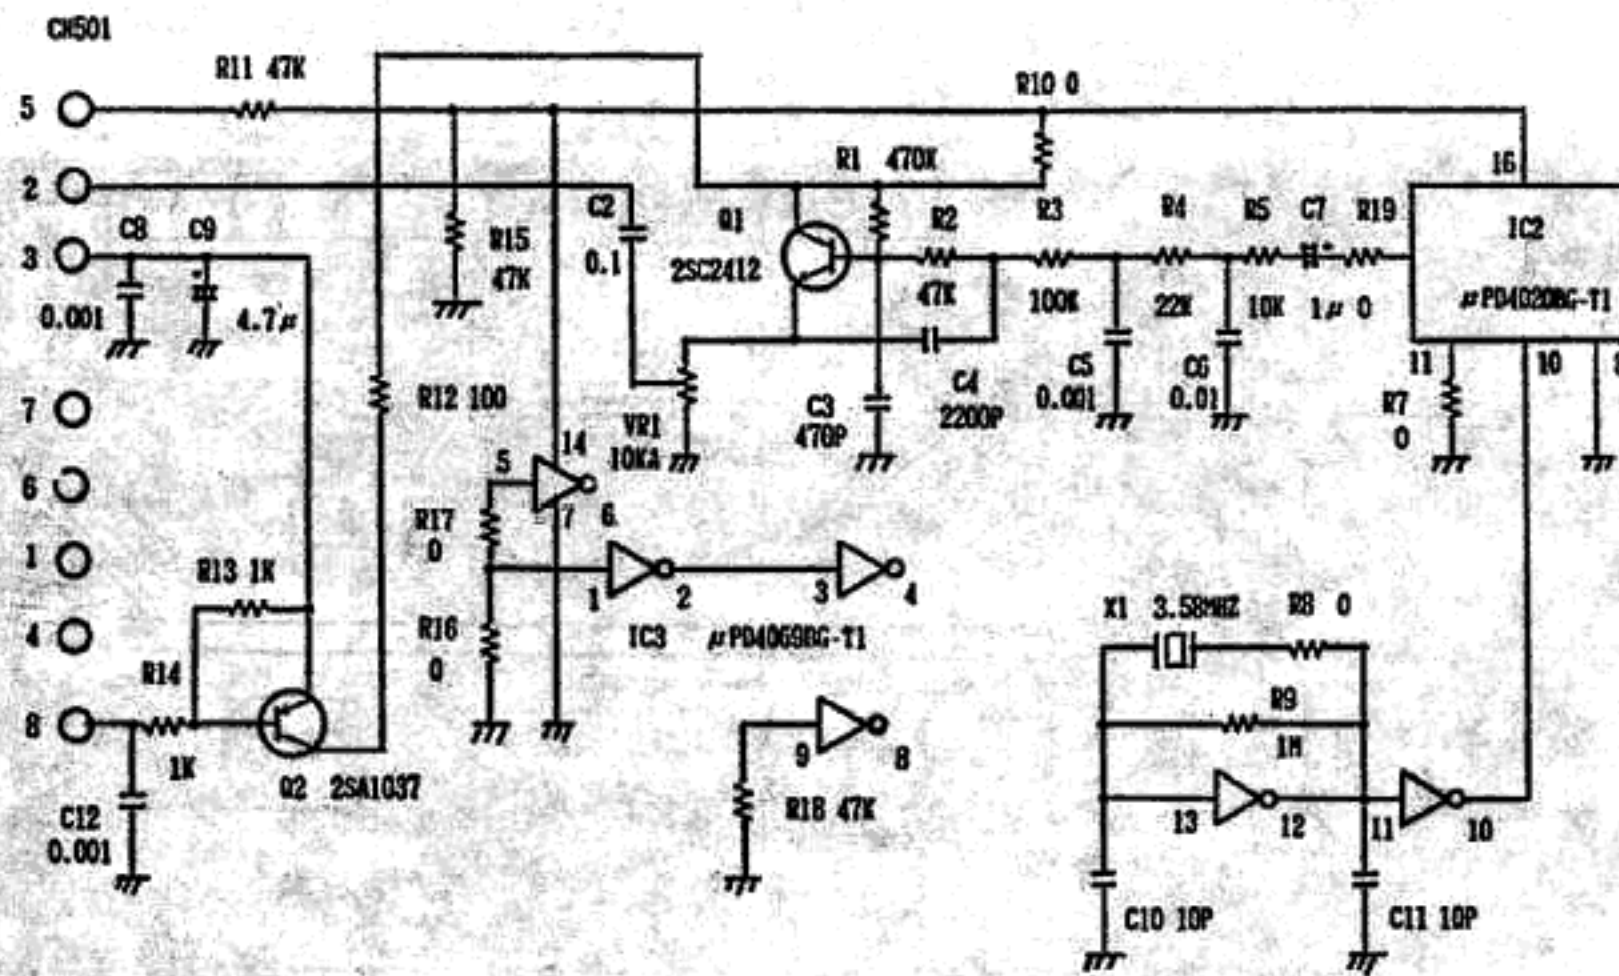 CN501
R11 47K
R10 0
5
R1 470K
16
2
C2
Q1
R2
R3
R4
R5
C7
R19
IC2
C8
C9
R15
47K
3
0.1
2SC2412
47K
100K
22K
10K
1μ
0
μPD4020BG-T1
0.001
4.7μ
11
10
C5
0.001
C6
0.01
R12 100
C3
470P
C4
2200P
R7
0
7
VR1
10KA
14
5
6
7
6
R17
0
1
R13 1K
1
2
3
4
X1 3.58MHZ
R8 0
4
R16
0
IC3 μPD4069BG-T1
R14
R9
1M
8
1K
9
8
Q2 2SA1037
R18 47K
C12
0.001
13
12
11
10
C10 10P
C11 10P